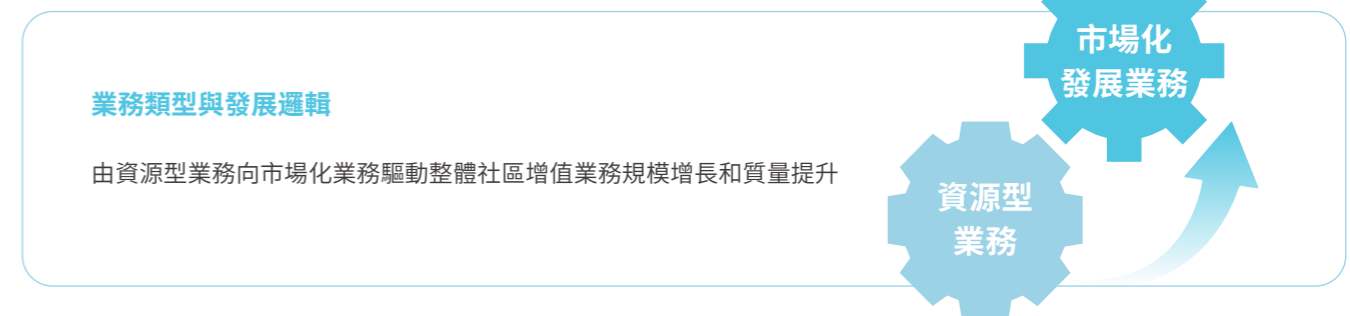 業務類型與發展邏輯
由資源型業務向市場化業務驅動整體社區增值業務規模增長和質量提升
市場化
發展業務
資源型
業務